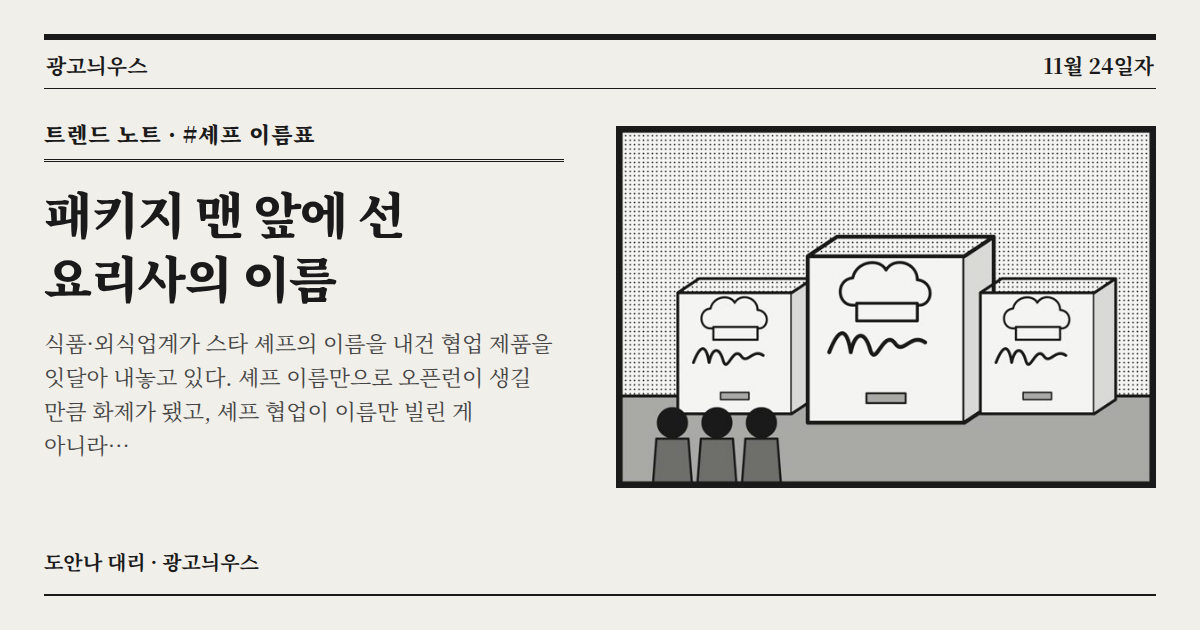 광고늬우스
11월 24일자
트렌드 노트 · #셰프 이름표
패키지 맨 앞에 선
요리사의 이름
식품·외식업계가 스타 셰프의 이름을 내건 협업 제품을
잇달아 내놓고 있다. 셰프 이름만으로 오픈런이 생길
만큼 화제가 됐고, 셰프 협업이 이름만 빌린 게
아니라…
도안나 대리 · 광고늬우스